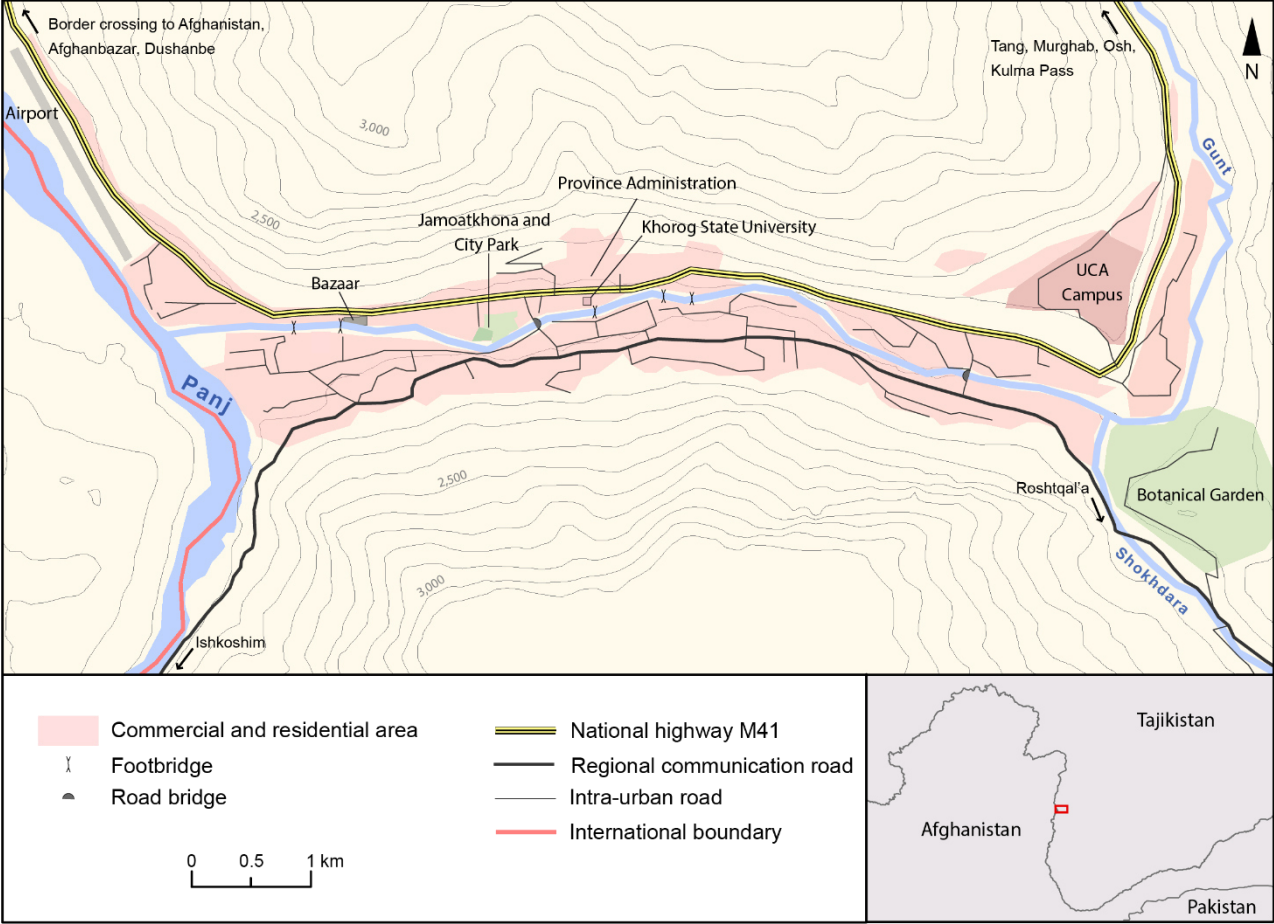 Border crossing to Afghanistan,
Afghanbazar, Dushanbe
Tang, Murghab, Osh,
Kulma Pass
N
Airport
3,000
Gunt
Province Administration
2,500
Jamoatkhona and
City Park
Khorog State University
UCA
Campus
Bazaar
Panj
2,500
Roshtqal'a
Botanical Garden
3,000
Shokhdara
Ishkoshim
Commercial and residential area
Footbridge
Road bridge
0 0.5 1 km
National highway M41
Regional communication road
Intra-urban road
International boundary
Tajikistan
Afghanistan
Pakistan